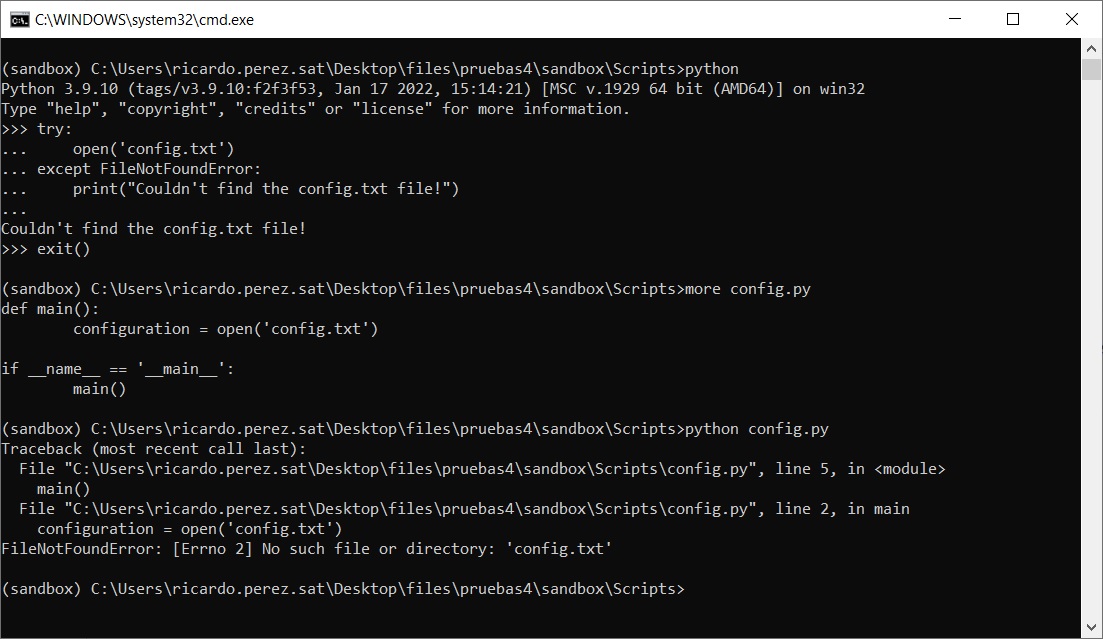 C:\WINDOWS\system32\cmd.exe
(sandbox) C:\Users\ricardo.perez.sat\Desktop\files\pruebas4\sandbox\Scripts>python
Python 3.9.10 (tags/v3.9.10:f2f3f53, Jan 17 2022, 15:14:21) [MSC v.1929 64 bit (AMD64)] on win32
Type "help", "copyright", "credits" or "license" for more information.
>>> try:
...     open('config.txt')
... except FileNotFoundError:
...     print("Couldn't find the config.txt file!")
...
Couldn't find the config.txt file!
>>> exit()
(sandbox) C:\Users\ricardo.perez.sat\Desktop\files\pruebas4\sandbox\Scripts>more config.py
def main():
        configuration = open('config.txt')
if __name__ == '__main__':
        main()
(sandbox) C:\Users\ricardo.perez.sat\Desktop\files\pruebas4\sandbox\Scripts>python config.py
Traceback (most recent call last):
  File "C:\Users\ricardo.perez.sat\Desktop\files\pruebas4\sandbox\Scripts\config.py", line 5, in <module>
    main()
  File "C:\Users\ricardo.perez.sat\Desktop\files\pruebas4\sandbox\Scripts\config.py", line 2, in main
    configuration = open('config.txt')
FileNotFoundError: [Errno 2] No such file or directory: 'config.txt'
(sandbox) C:\Users\ricardo.perez.sat\Desktop\files\pruebas4\sandbox\Scripts>